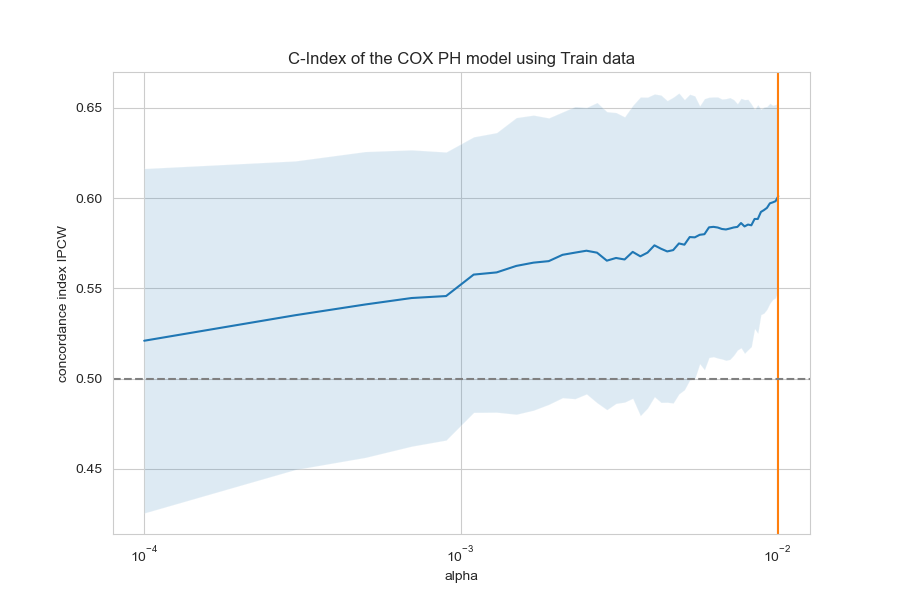 C-Index of the COX PH model using Train data
concordance index IPCW
0.65
0.60
0.55
0.50
0.45
10⁻⁴
10⁻³
10⁻²
alpha